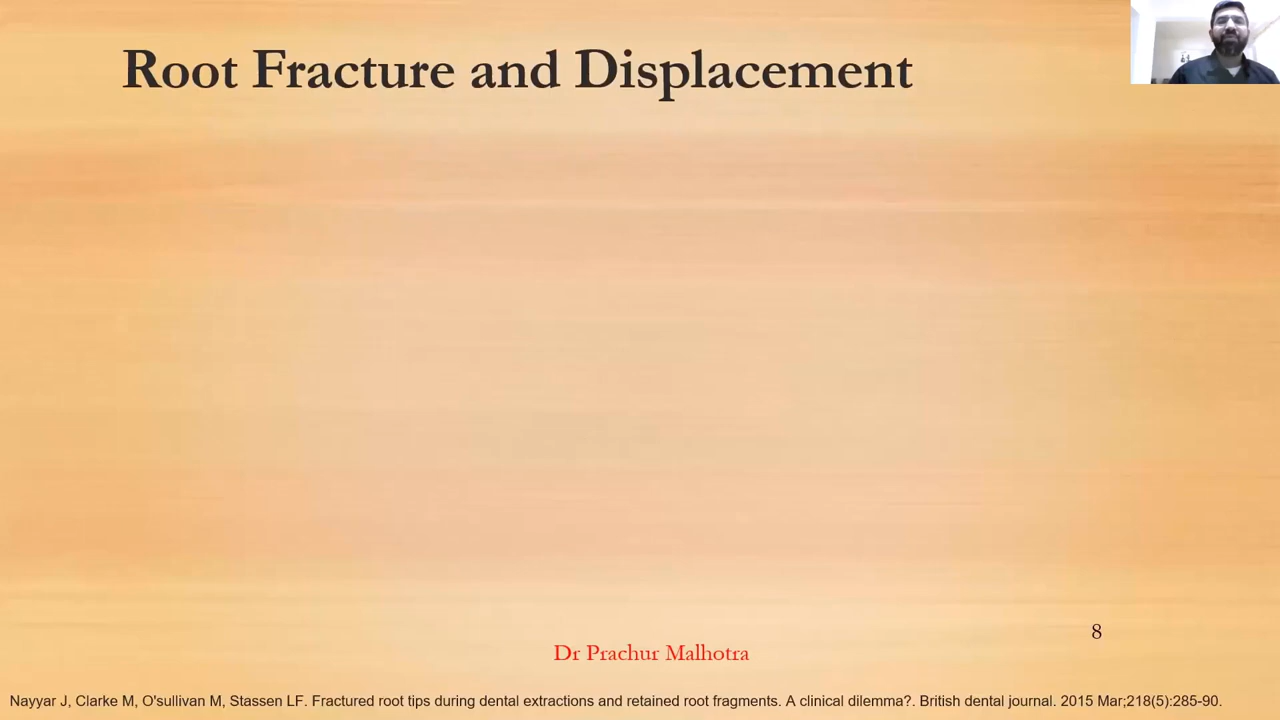 Root Fracture and Displacement
8
Dr Prachur Malhotra
Nayyar J, Clarke M, O'sullivan M, Stassen LF. Fractured root tips during dental extractions and retained root fragments. A clinical dilemma?. British dental journal. 2015 Mar;218(5):285-90.